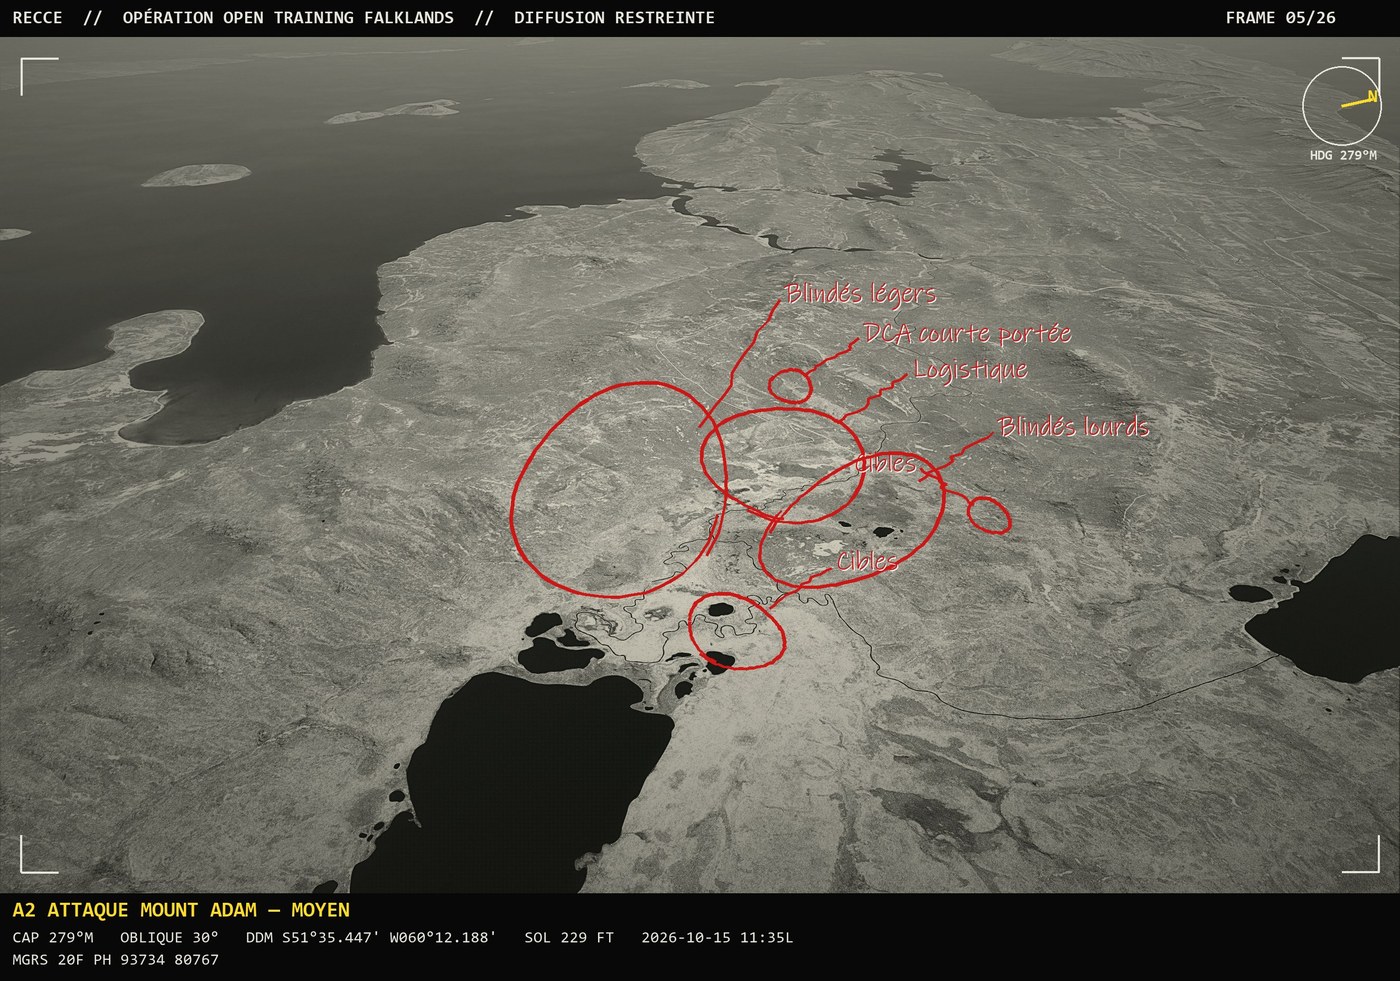 RECCE // OPÉRATION OPEN TRAINING FALKLANDS // DIFFUSION RESTREINTE FRAME 05/26
N
HDG 279°M
Blindés légers
DCA courte portée
Logistique
Blindés lourds
Cibles
Cibles
A2 ATTAQUE MOUNT ADAM — MOYEN
CAP 279°M OBLIQUE 30° DDM S51°35.447' W060°12.188' SOL 229 FT 2026-10-15 11:35L
MGRS 20F PH 93734 80767